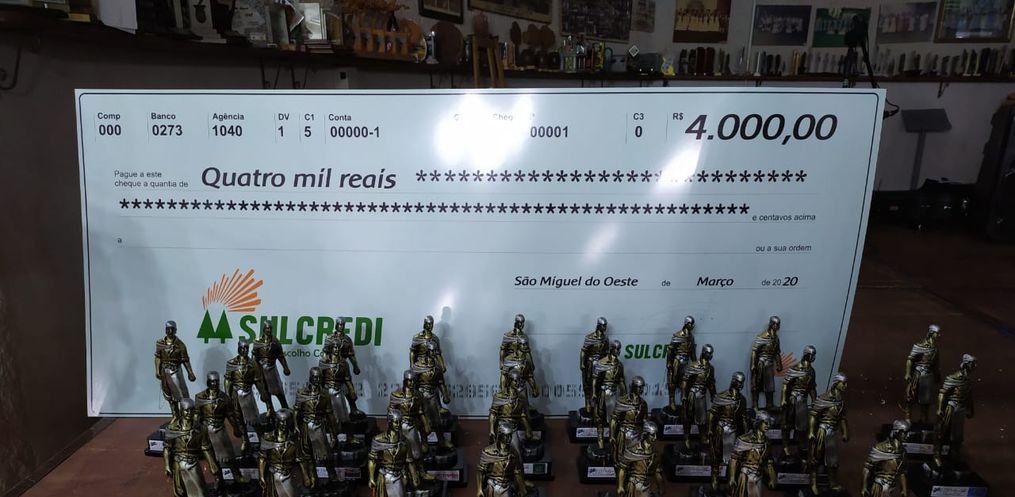 Comp Banco Agência DV C1 Conta C3 R$
000 0273 1040 1 5 00000-1 00001 0 4.000,00
Pague a este
cheque a quantia de Quatro mil reais ***************************
****************************************************** e centavos acima
a ou a sua ordem
São Miguel do Oeste de Março de 2020
SULCREDI